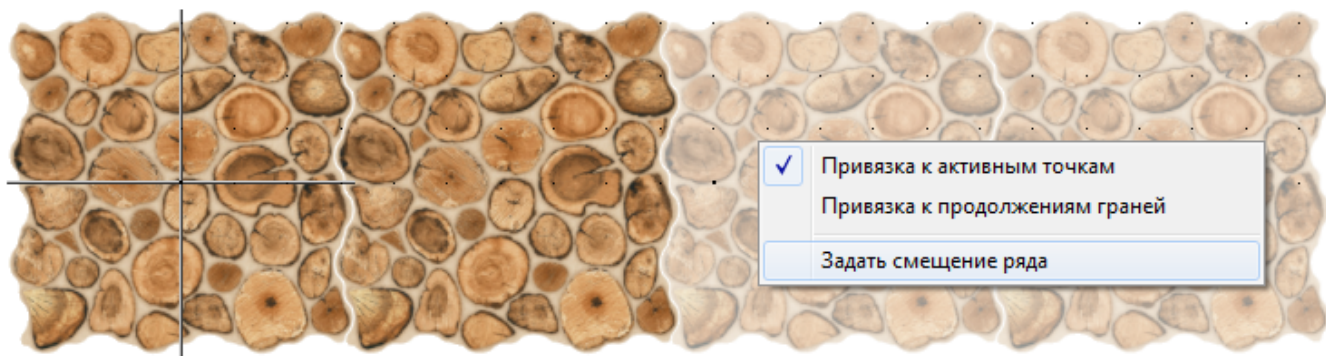 Привязка к активным точкам
Привязка к продолжениям граней
Задать смещение ряда